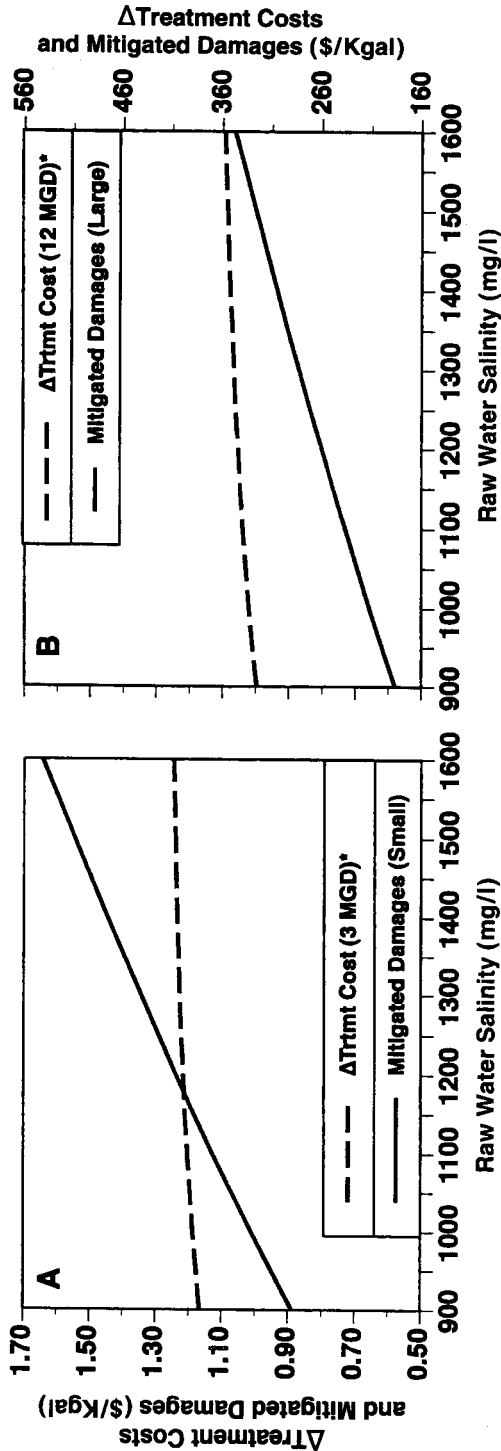 ΔTreatment Costs
and Mitigated Damages ($/Kgal)
1.70
1.50
1.30
1.10
0.90
0.70
0.50
A
ΔTrtmt Cost (3 MGD)*
Mitigated Damages (Small)
900 1000 1100 1200 1300 1400 1500 1600
Raw Water Salinity (mg/l)
B
ΔTrtmt Cost (12 MGD)*
Mitigated Damages (Large)
900 1000 1100 1200 1300 1400 1500 1600
Raw Water Salinity (mg/l)
560
460
360
260
160
ΔTreatment Costs
and Mitigated Damages ($/Kgal)